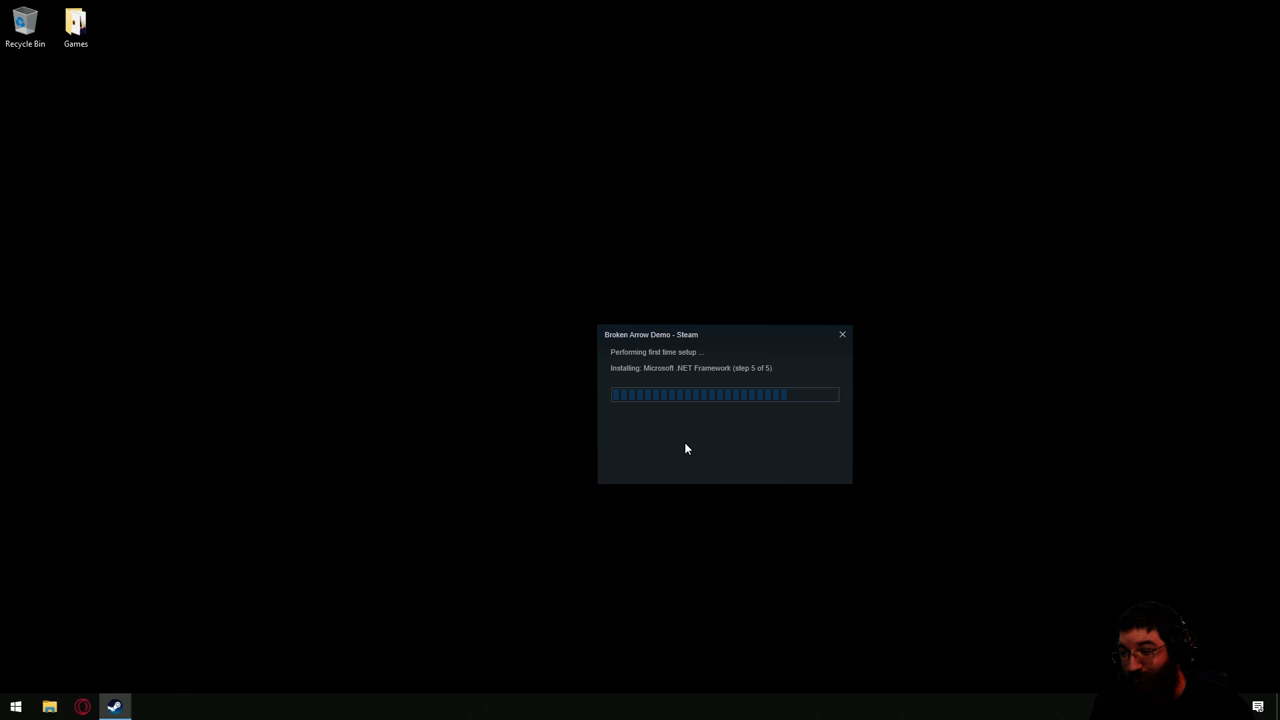 Recycle Bin
Games
Broken Arrow Demo - Steam
Performing first time setup ...
Installing: Microsoft .NET Framework (step 5 of 5)